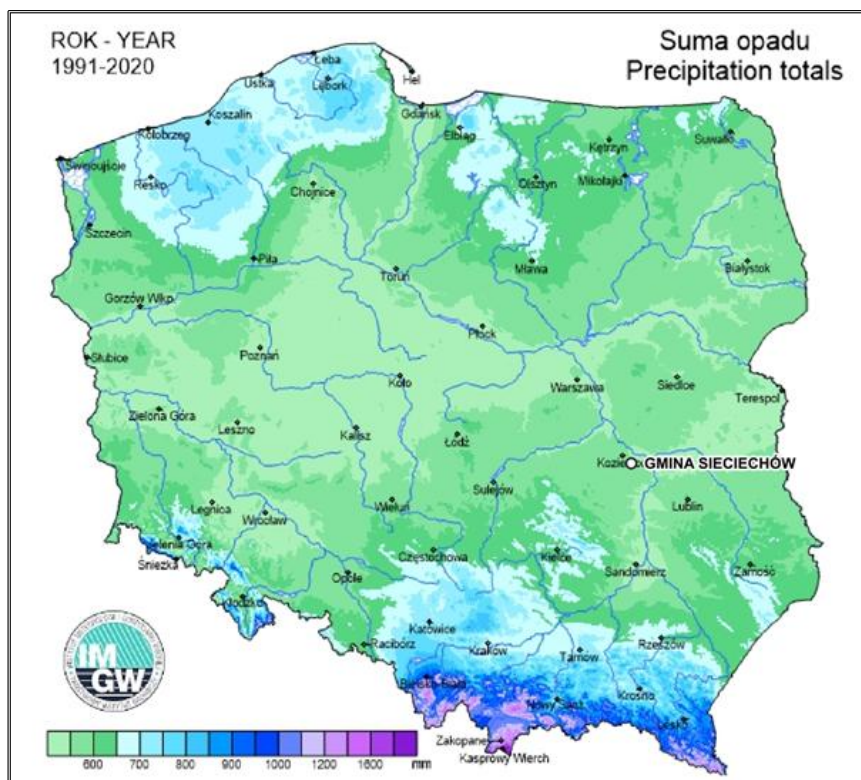 ROK - YEAR
1991-2020
Suma opadu
Precipitation totals
Łeba
Hel
Ustka
Lębork
Gdańsk
Koszalin
Kołobrzeg
Elbląg
Kętrzyn
Suwałki
Świnoujście
Resko
Chojnice
Olsztyn
Mikołajki
Szczecin
Piła
Toruń
Mława
Białystok
Gorzów Wlkp.
Płock
Słubice
Poznań
Koło
Warszawa
Siedlce
Terespol
Zielona Góra
Leszno
Kalisz
Łódź
GMINA SIECIECHÓW
Sulejów
Legnica
Wrocław
Wieluń
Lublin
Jelenia Góra
Śnieżka
Częstochowa
Kielce
Opole
Sandomierz
Zamość
Kłodzko
Katowice
Racibórz
Kraków
Tarnów
Rzeszów
Bielsko-Biała
Nowy Sącz
Krosno
Lesko
Zakopane
Kasprowy Wierch
IM
GW
600 700 800 900 1000 1200 1600 mm